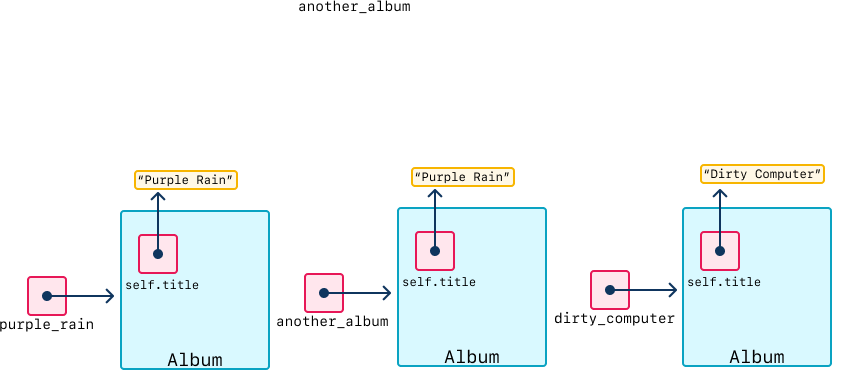 another_album
“Purple Rain”
“Purple Rain”
“Dirty Computer”
self.title
self.title
self.title
purple_rain
another_album
dirty_computer
Album
Album
Album